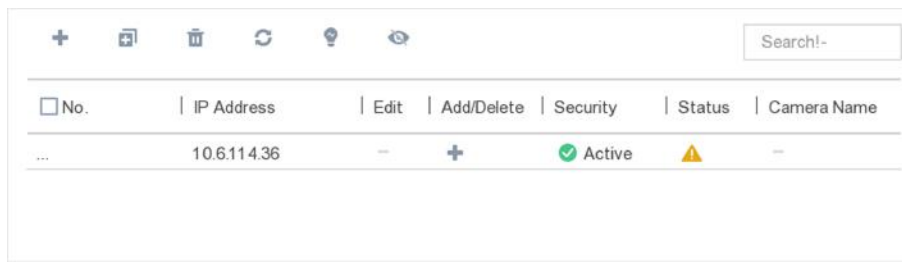 Search!-
No. IP Address Edit Add/Delete Security Status Camera Name
... 10.6.114.36 Active